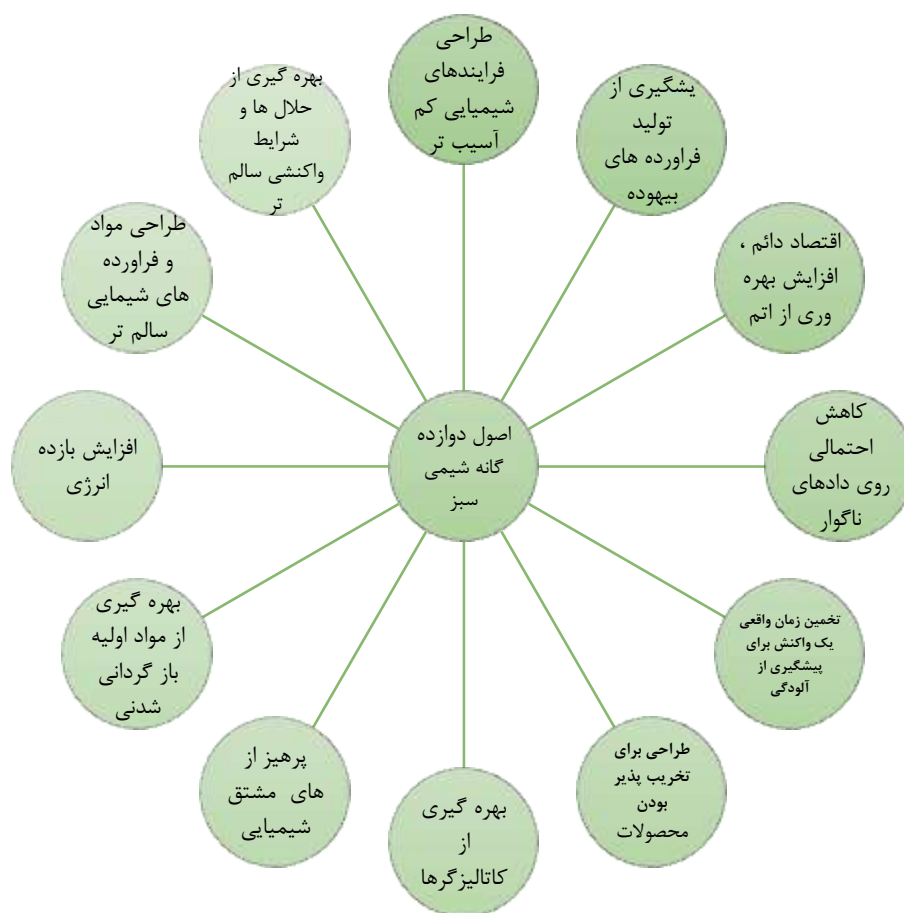 اصول دوازده
گانه شیمی
سبز
طراحی
فرایندهای
شیمیایی کم
آسیب تر
یشگیری از
تولید
فراورده های
بیهوده
اقتصاد دائم ،
افزایش بهره
وری از اتم
کاهش
احتمالی
روی دادهای
ناگوار
تخمین زمان واقعی
یک واکنش برای
پیشگیری از
آلودگی
طراحی برای
تخریب پذیر
بودن
محصولات
بهره گیری
از
کاتالیزگرها
پرهیز از
های مشتق
شیمیایی
بهره گیری
از مواد اولیه
باز گردانی
شدنی
افزایش بازده
انرژی
طراحی مواد
و فراورده
های شیمایی
سالم تر
بهره گیری از
حلال ها و
شرایط
واکنشی سالم
تر